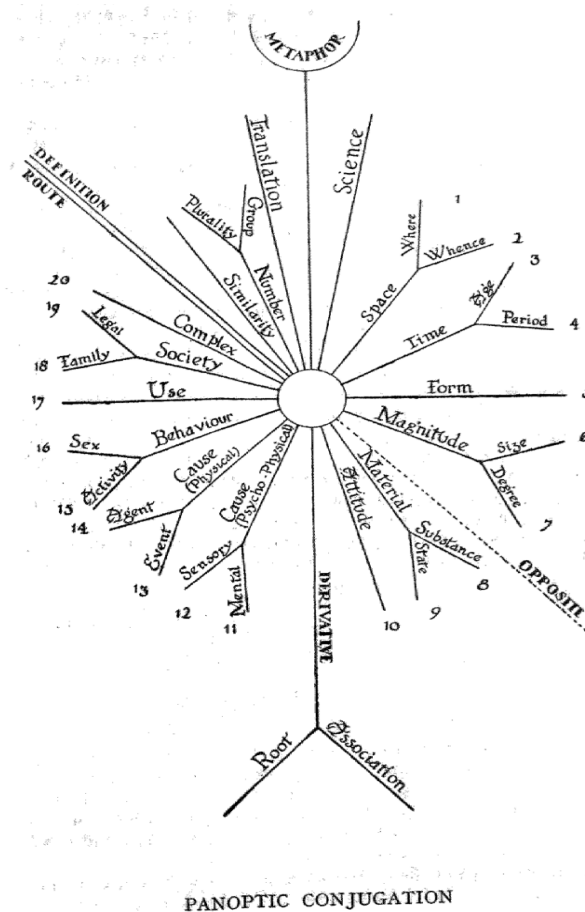 METAPHOR
Translation
Science
DEFINITION
ROUTE
Plurality
Group
Number
Similarity
Where
1
Whence
2
Space
Age
3
Time
Period
4
20
Complex
19
Legal
Society
18
Family
17
Use
Form
5
Magnitude
Size
6
Degree
7
16
Sex
Behaviour
15
Activity
14
Agent
Cause
(Physical)
Event
13
Cause
(Psycho-Physical)
Sensory
12
Mental
11
Attitude
10
Material
Substance
8
State
9
OPPOSITE
DERIVATIVE
Root
Association
PANOPTIC CONJUGATION